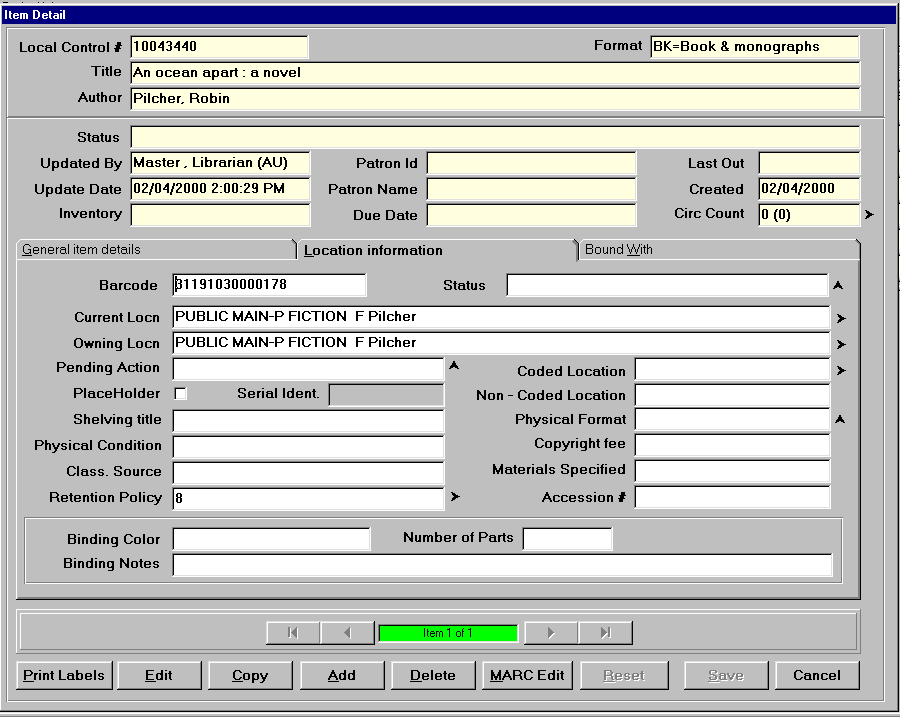 Item Detail
Local Control # 10043440 Format BK=Book & monographs
Title An ocean apart : a novel
Author Pilcher, Robin
Status
Updated By Master , Librarian (AU) Patron Id Last Out
Update Date 02/04/2000 2:00:29 PM Patron Name Created 02/04/2000
Inventory Due Date Circ Count 0 (0)
General item details Location information Bound With
Barcode 31191030000178 Status
Current Locn PUBLIC MAIN-P FICTION F Pilcher
Owning Locn PUBLIC MAIN-P FICTION F Pilcher
Pending Action Coded Location
PlaceHolder Serial Ident. Non - Coded Location
Shelving title Physical Format
Physical Condition Copyright fee
Class. Source Materials Specified
Retention Policy 8 Accession #
Binding Color Number of Parts
Binding Notes
Item 1 of 1
Print Labels Edit Copy Add Delete MARC Edit Reset Save Cancel